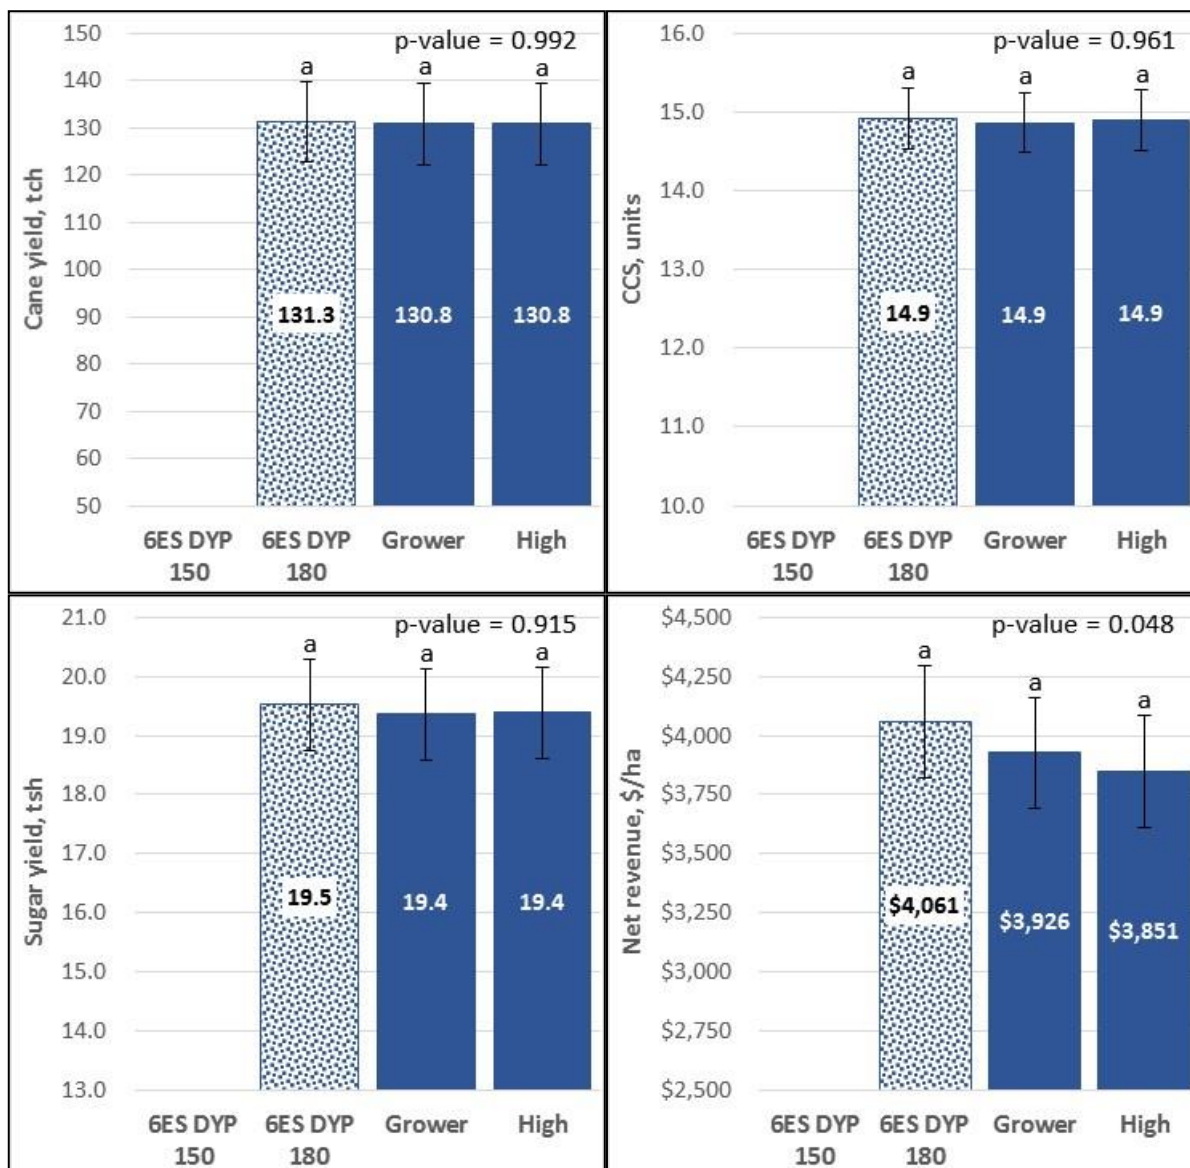 p-value = 0.992
150
140
130
120
110
100
90
80
70
60
50
Cane yield, tch
a
a
a
131.3
130.8
130.8
6ES DYP 150
6ES DYP 180
Grower
High
p-value = 0.961
16.0
15.0
14.0
13.0
12.0
11.0
10.0
CCS, units
a
a
a
14.9
14.9
14.9
6ES DYP 150
6ES DYP 180
Grower
High
p-value = 0.915
21.0
20.0
19.0
18.0
17.0
16.0
15.0
14.0
13.0
Sugar yield, tsh
a
a
a
19.5
19.4
19.4
6ES DYP 150
6ES DYP 180
Grower
High
p-value = 0.048
$4,500
$4,250
$4,000
$3,750
$3,500
$3,250
$3,000
$2,750
$2,500
Net revenue, $/ha
a
a
a
$4,061
$3,926
$3,851
6ES DYP 150
6ES DYP 180
Grower
High